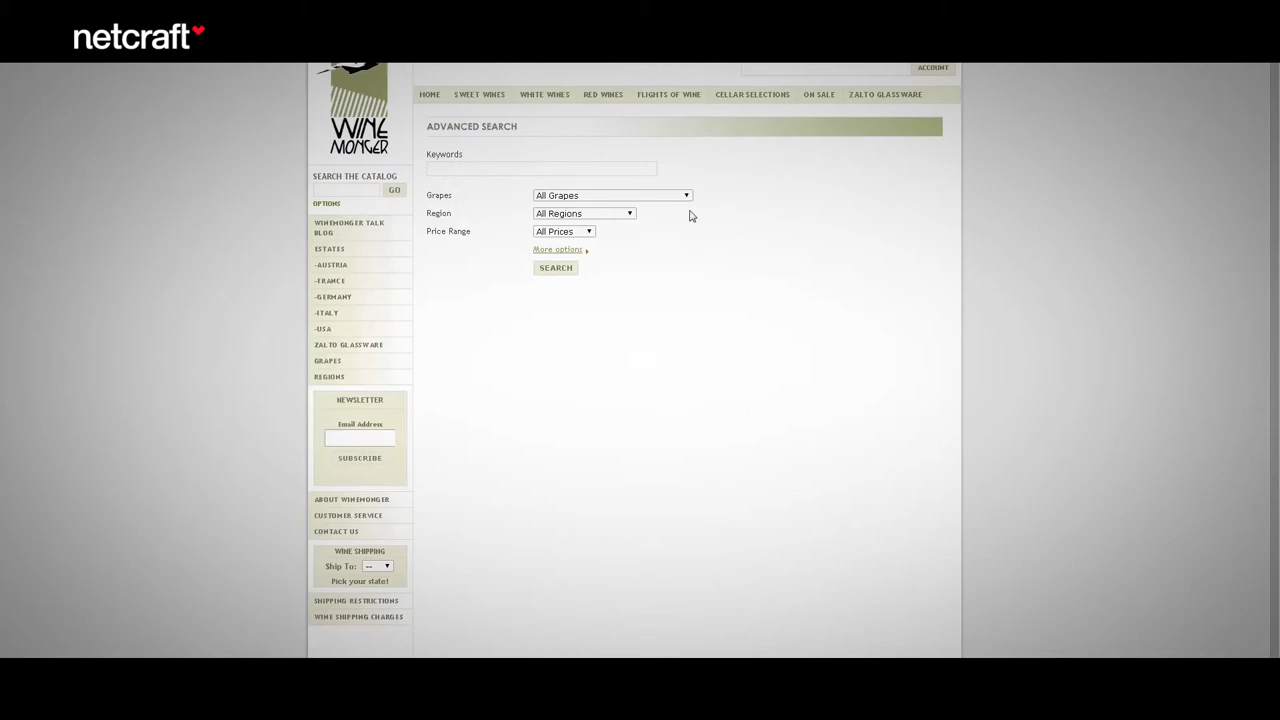 netcraft
ACCOUNT
HOME SWEET WINES WHITE WINES RED WINES FLIGHTS OF WINE CELLAR SELECTIONS ON SALE ZALTO GLASSWARE
WINE
MONGER
ADVANCED SEARCH
Keywords
SEARCH THE CATALOG
GO
OPTIONS
Grapes All Grapes
Region All Regions
Price Range All Prices
More options
SEARCH
WINEMONGER TALK
BLOG
ESTATES
-AUSTRIA
-FRANCE
-GERMANY
-ITALY
-USA
ZALTO GLASSWARE
GRAPES
REGIONS
NEWSLETTER
Email Address
SUBSCRIBE
ABOUT WINEMONGER
CUSTOMER SERVICE
CONTACT US
WINE SHIPPING
Ship To: --
Pick your state!
SHIPPING RESTRICTIONS
WINE SHIPPING CHARGES